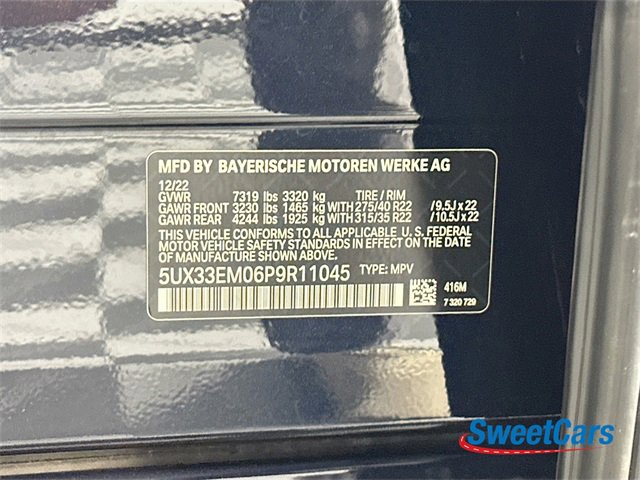 MFD BY BAYERISCHE MOTOREN WERKE AG
12/22
GVWR 7319 lbs 3320 kg TIRE / RIM
GAWR FRONT 3230 lbs 1465 kg WITH 275/40 R22 / 9.5J x 22
GAWR REAR 4244 lbs 1925 kg WITH 315/35 R22 / 10.5J x 22
THIS VEHICLE CONFORMS TO ALL APPLICABLE U. S. FEDERAL
MOTOR VEHICLE SAFETY STANDARDS IN EFFECT ON THE
DATE OF MANUFACTURE SHOWN ABOVE.
5UX33EM06P9R11045 TYPE: MPV
416M
7 320 729
SweetCars